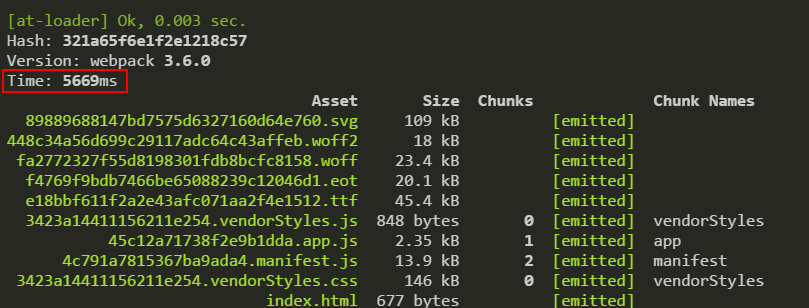 [at-loader] Ok, 0.003 sec.
Hash: 321a65f6e1f2e1218c57
Version: webpack 3.6.0
Time: 5669ms
Asset Size Chunks Chunk Names
89889688147bd7575d6327160d64e760.svg 109 kB [emitted]
448c34a56d699c29117adc64c43affeb.woff2 18 kB [emitted]
fa2772327f55d8198301fdb8bcfc8158.woff 23.4 kB [emitted]
f4769f9bdb7466be65088239c12046d1.eot 20.1 kB [emitted]
e18bbf611f2a2e43afc071aa2f4e1512.ttf 45.4 kB [emitted]
3423a14411156211e254.vendorStyles.js 848 bytes 0 [emitted] vendorStyles
45c12a71738f2e9b1dda.app.js 2.35 kB 1 [emitted] app
4c791a7815367ba9ada4.manifest.js 13.9 kB 2 [emitted] manifest
3423a14411156211e254.vendorStyles.css 146 kB 0 [emitted] vendorStyles
index.html 677 bytes [emitted]